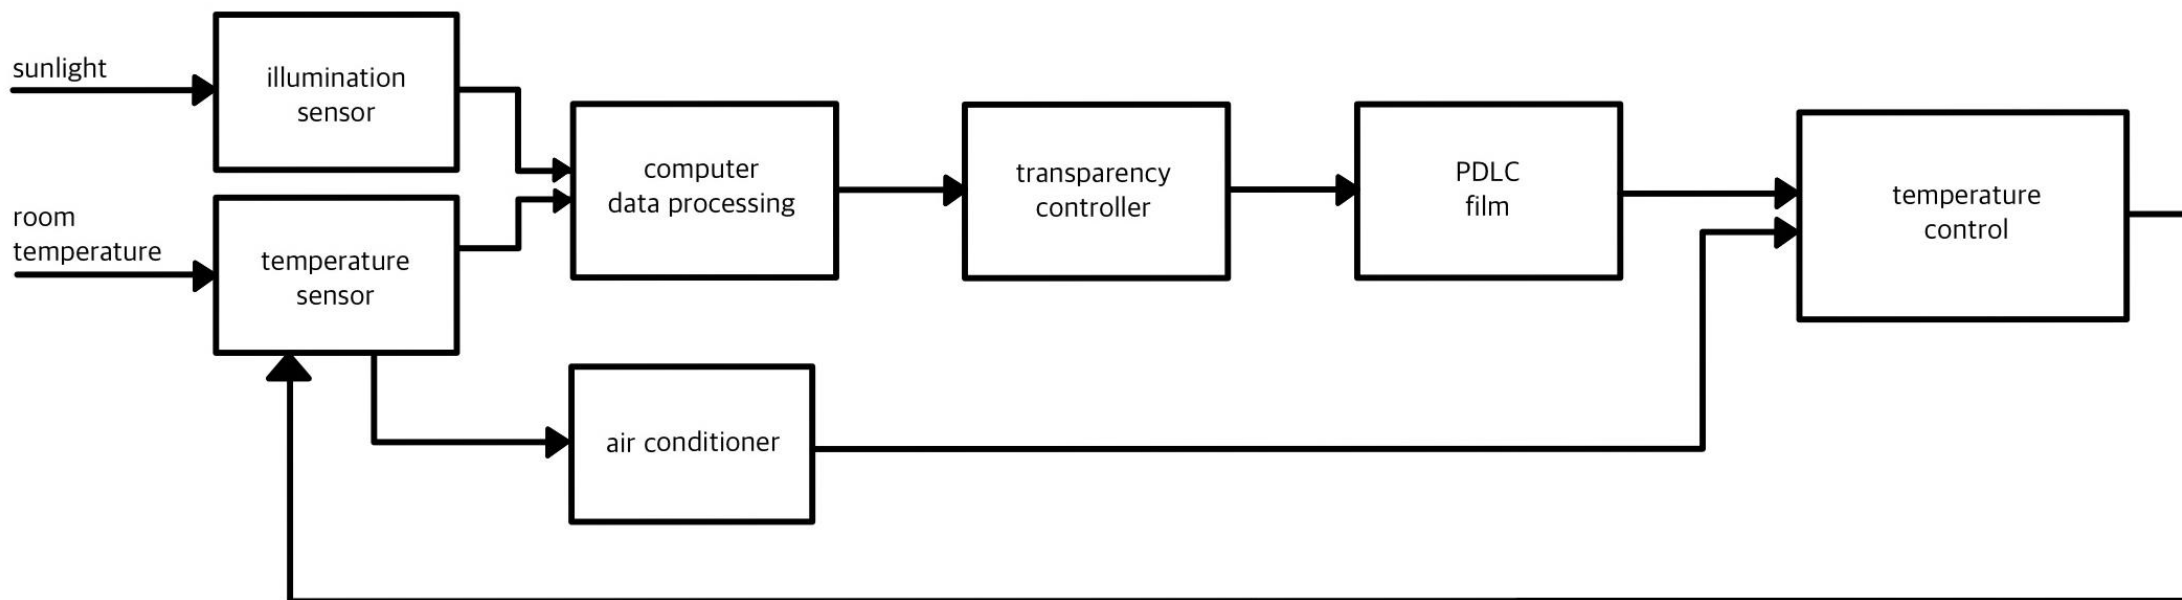 sunlight
illumination
sensor
room
temperature
temperature
sensor
computer
data processing
transparency
controller
PDLC
film
temperature
control
air conditioner